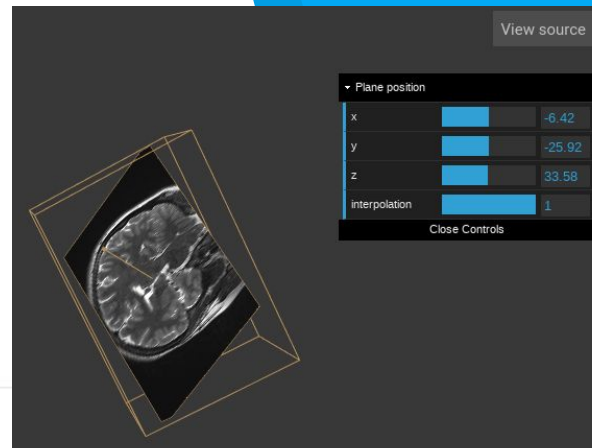 View source
Plane position
x -6.42
y -25.92
z 33.58
interpolation 1
Close Controls